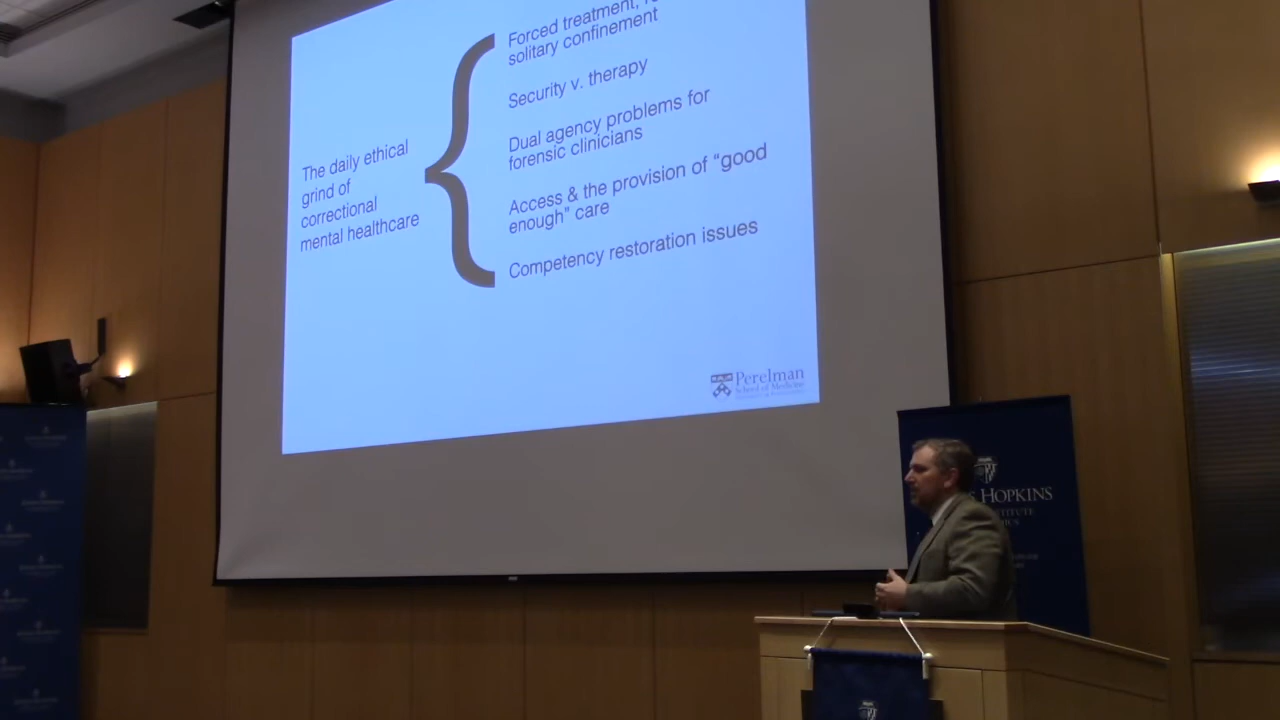 Forced treatment,
solitary confinement
Security v. therapy
The daily ethical
grind of
correctional
mental healthcare
Dual agency problems for
forensic clinicians
Access & the provision of “good
enough” care
Competency restoration issues
Perelman
School of Medicine
HOPKINS